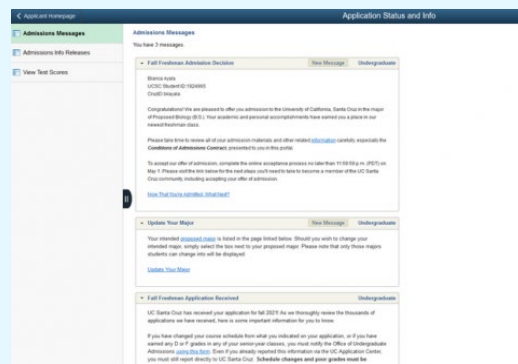 Applicant Homepage
Application Status and Info
Admissions Messages
Admissions Info Releases
View Test Scores
Admissions Messages
You have 3 messages.
Fall Freshman Admission Decision New Message Undergraduate
UCSC Student ID
Congratulations! We are pleased to offer you admission to the University of California, Santa Cruz in the major
of Proposed Biology (B.S.). Your academic and personal accomplishments have earned you a place in our
newest freshman class.
Please take time to review all of your admission materials and other related information carefully, especially the
Conditions of Admissions Contract, presented to you in this portal.
To accept our offer of admission, complete the online acceptance process no later than 11:59:59 p.m. (PDT) on
May 1. Please visit the link below for the next steps you'll need to take to become a member of the UC Santa
Cruz community, including accepting your offer of admission.
Now That You're Admitted, What Next?
Update Your Major New Message Undergraduate
Your intended proposed major is listed in the page linked below. Should you wish to change your
intended major, simply select the box next to your proposed major. Please note that only those majors
students can change into will be displayed
Update Your Major
Fall Freshman Application Received Undergraduate
UC Santa Cruz has received your application for fall 2021! As we thoroughly review the thousands of
applications we have received, here is some important information for you to know.
If you have changed your course schedule from what you indicated on your application, or if you have
earned any D or F grades in any of your senior-year classes, you must notify the Office of Undergraduate
Admissions using this form. Even if you already reported this information via the UC Application Center,
you must still report directly to UC Santa Cruz. Schedule changes and poor grades must be